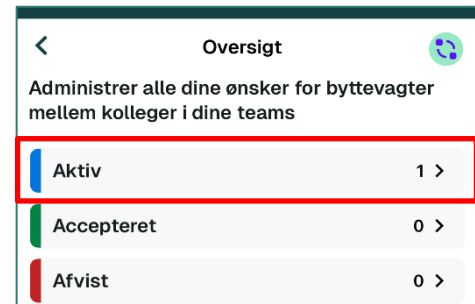 Oversigt
Administrer alle dine ønsker for byttevagter
mellem kolleger i dine teams
Aktiv 1
Accepteret 0
Afvist 0